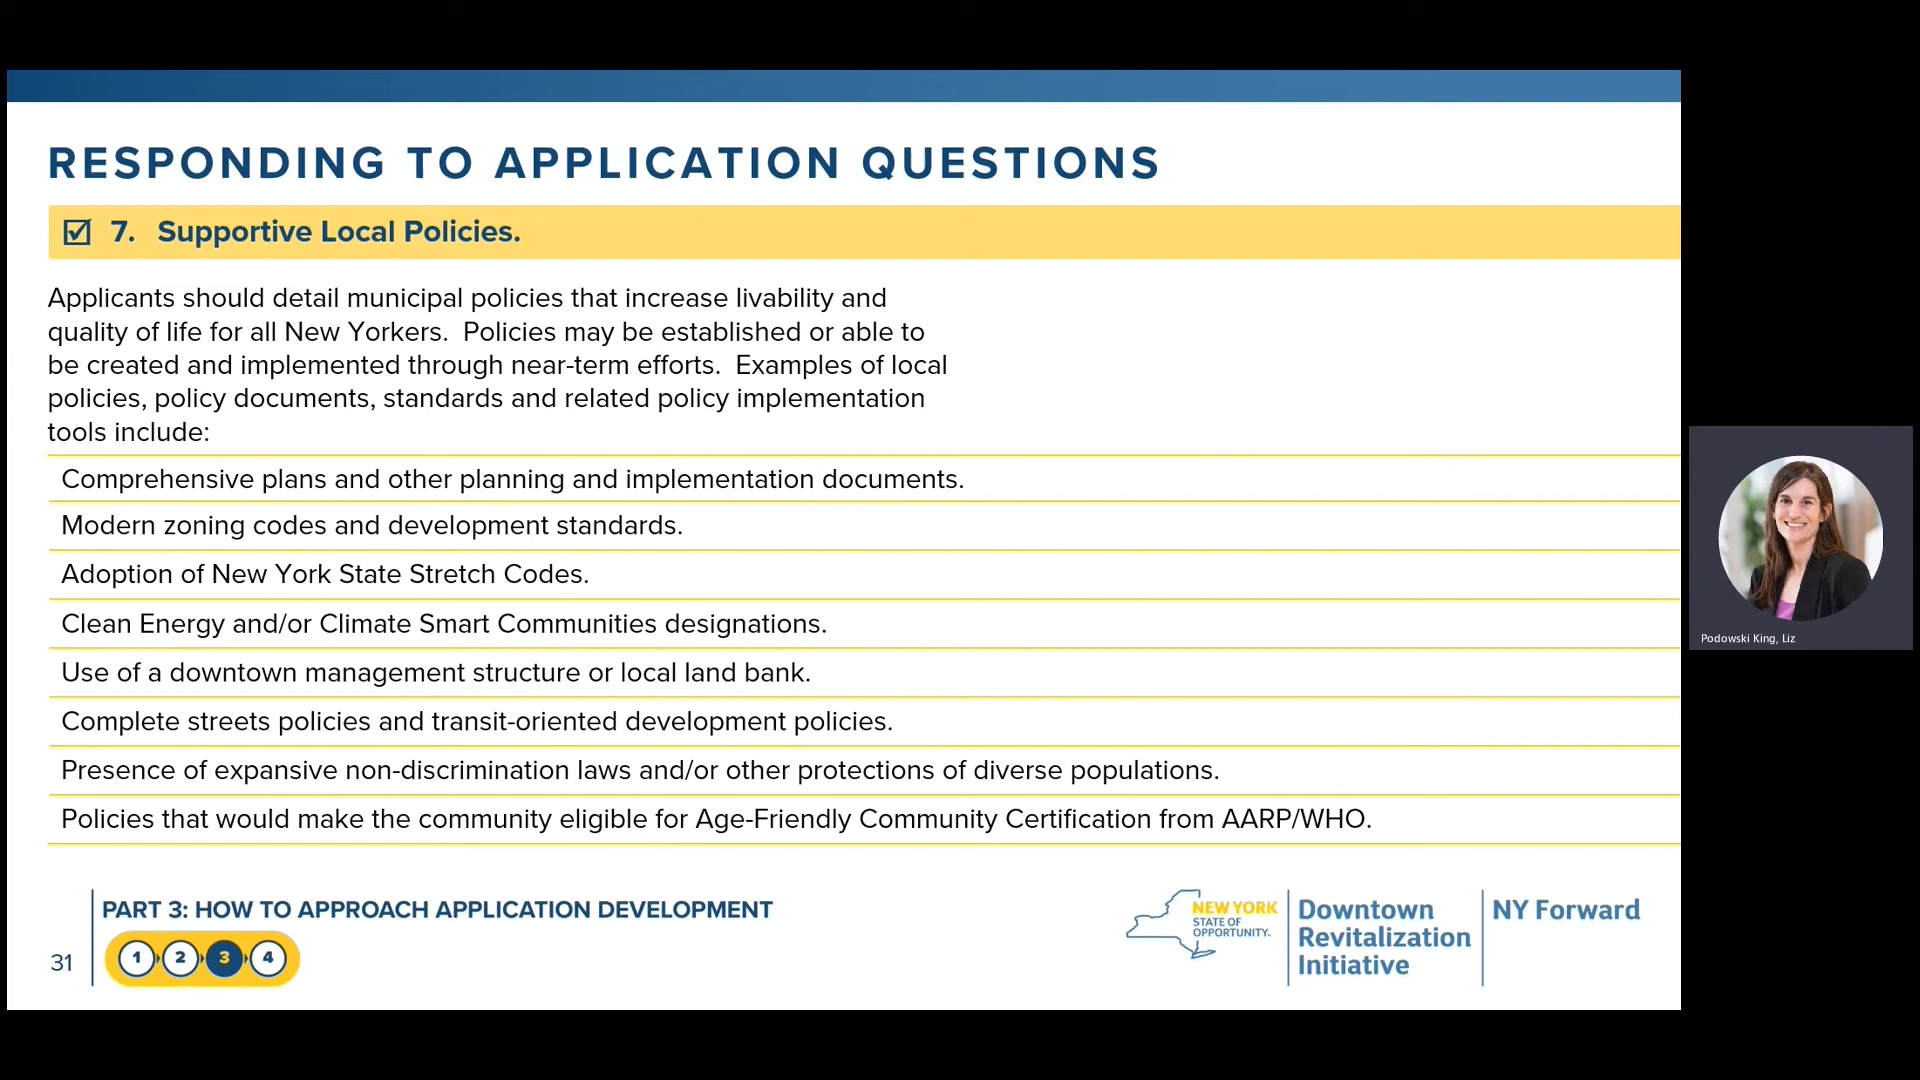 RESPONDING TO APPLICATION QUESTIONS
7. Supportive Local Policies.
Applicants should detail municipal policies that increase livability and
quality of life for all New Yorkers.  Policies may be established or able to
be created and implemented through near-term efforts.  Examples of local
policies, policy documents, standards and related policy implementation
tools include:
Comprehensive plans and other planning and implementation documents.
Modern zoning codes and development standards.
Adoption of New York State Stretch Codes.
Clean Energy and/or Climate Smart Communities designations.
Use of a downtown management structure or local land bank.
Complete streets policies and transit-oriented development policies.
Presence of expansive non-discrimination laws and/or other protections of diverse populations.
Policies that would make the community eligible for Age-Friendly Community Certification from AARP/WHO.
Podowski King, Liz
31
PART 3: HOW TO APPROACH APPLICATION DEVELOPMENT
1 2 3 4
NEW YORK
STATE OF
OPPORTUNITY.
Downtown
Revitalization
Initiative
NY Forward